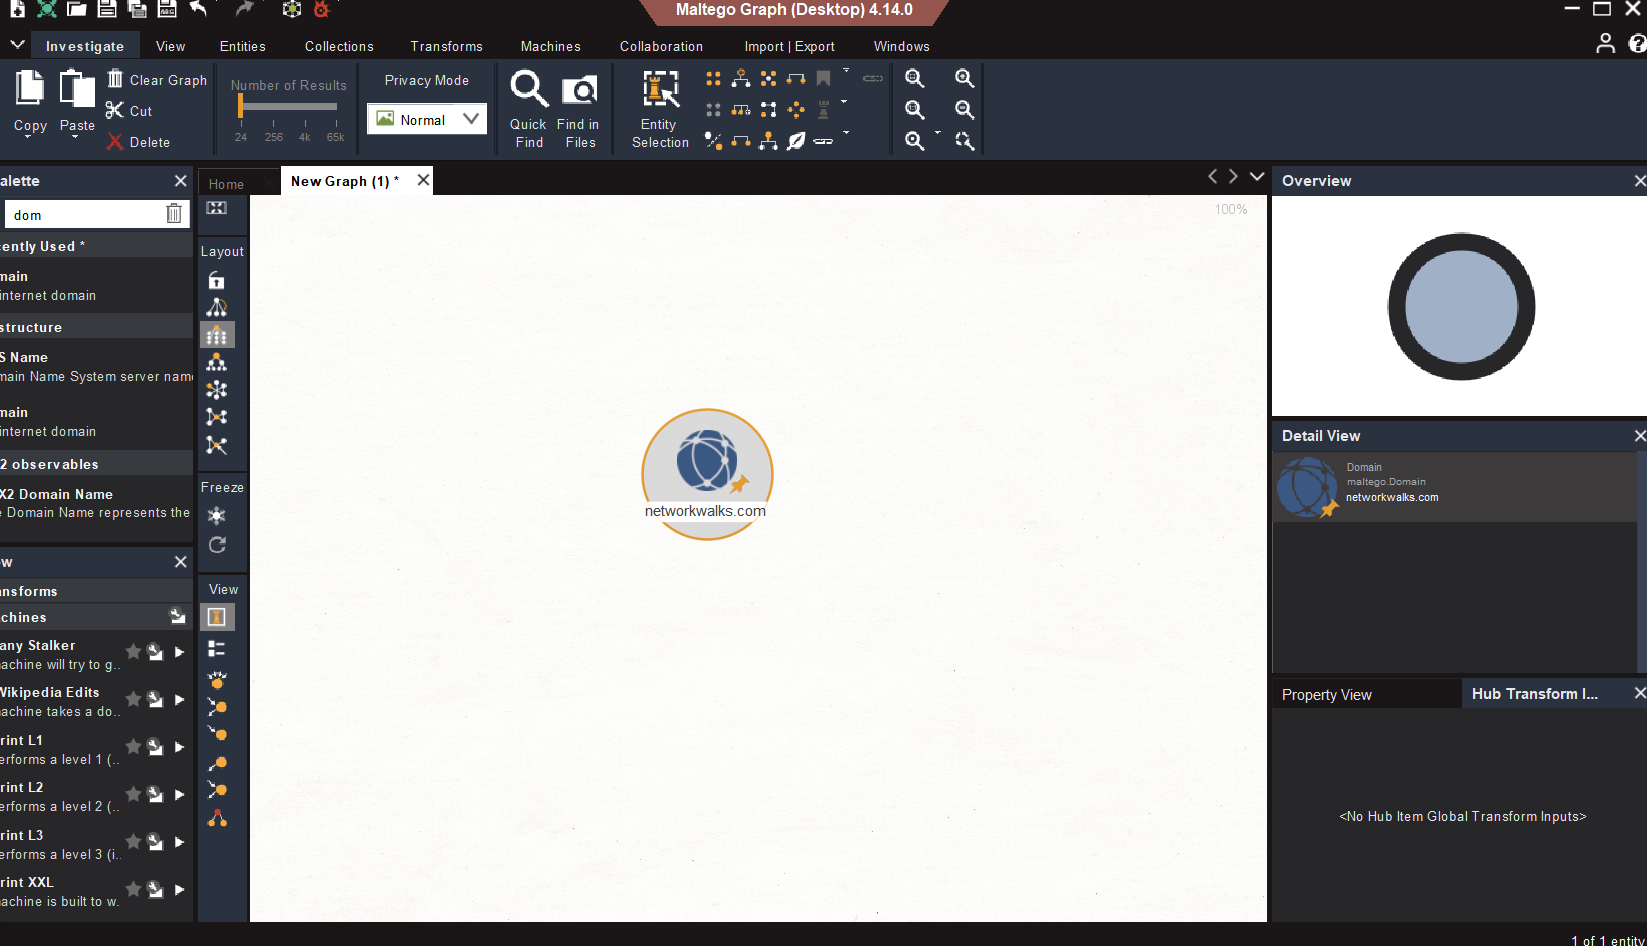 Maltego Graph (Desktop) 4.14.0
Investigate
View
Entities
Collections
Transforms
Machines
Collaboration
Import | Export
Windows
Copy
Paste
Clear Graph
Cut
Delete
Number of Results
24
256
4k
65k
Privacy Mode
Normal
Quick
Find
Find in
Files
Entity
Selection
alette
dom
ently Used *
main
internet domain
structure
S Name
main Name System server nam
main
internet domain
2 observables
X2 Domain Name
e Domain Name represents the
w
ansforms
chines
any Stalker
achine will try to g..
Wikipedia Edits
achine takes a do..
rint L1
erforms a level 1 (..
rint L2
erforms a level 2 (..
rint L3
erforms a level 3 (i..
rint XXL
achine is built to w.
Home
New Graph (1) *
Layout
Freeze
View
100%
networkwalks.com
Overview
Detail View
Domain
maltego.Domain
networkwalks.com
Property View
Hub Transform I...
<No Hub Item Global Transform Inputs>
1 of 1 entity